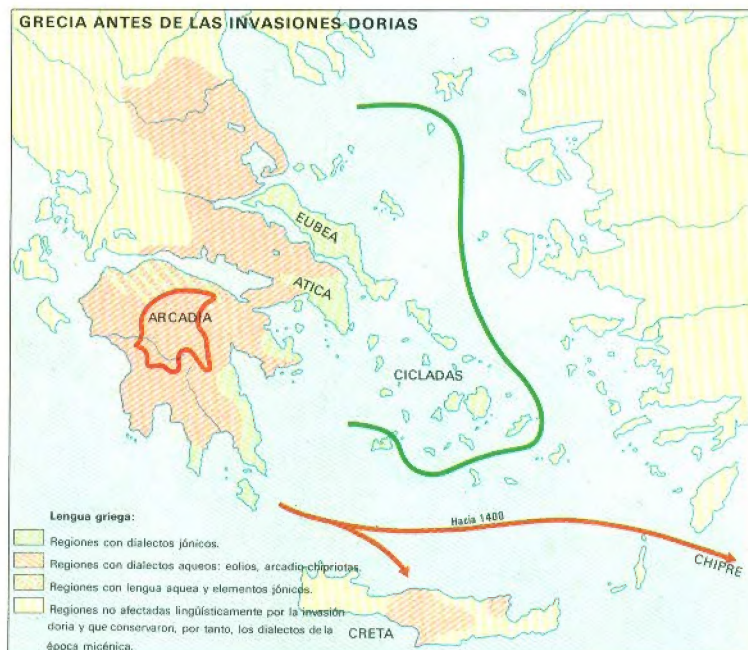 GRECIA ANTES DE LAS INVASIONES DORIAS
EUBEA
ATICA
ARCADIA
CICLADAS
Hacia 1400
CHIPRE
CRETA
Lengua griega:
Regiones con dialectos jónicos.
Regiones con dialectos aqueos: eolios, arcadio-chipriotas.
Regiones con lengua aquea y elementos jónicos.
Regiones no afectadas lingüísticamente por la invasión
doria y que conservaron, por tanto, los dialectos de la
época micénica.